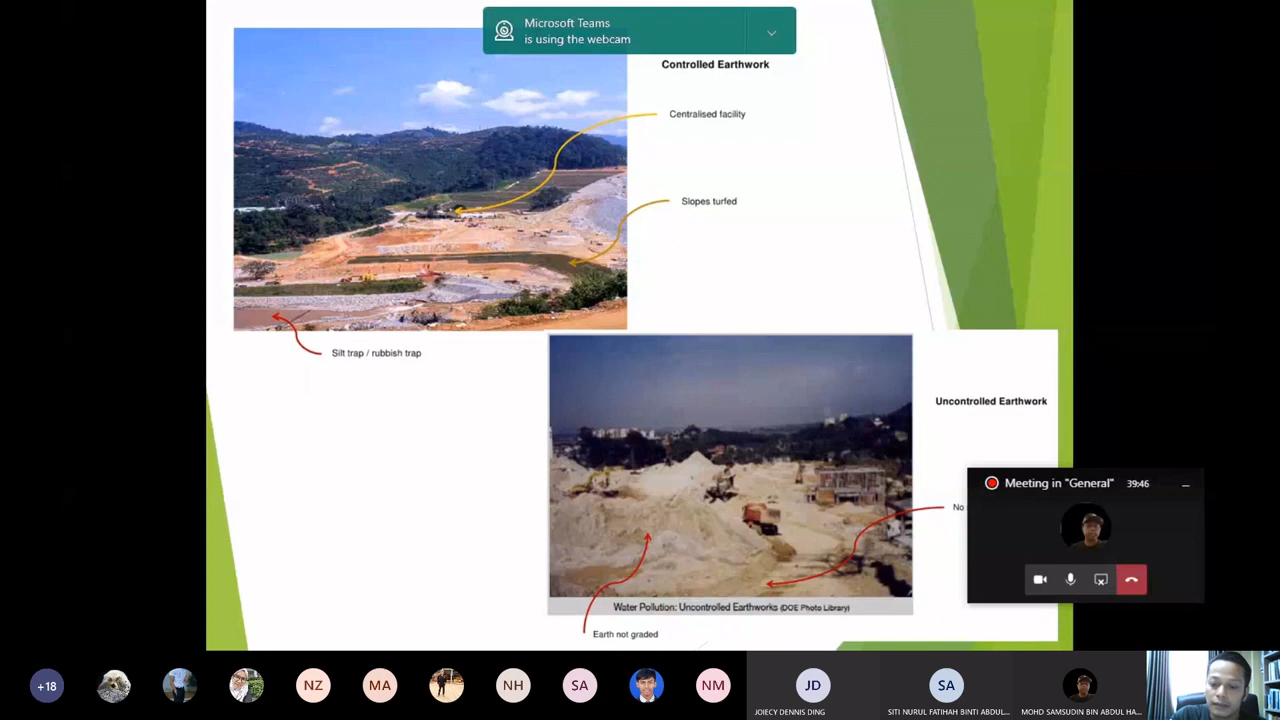 Microsoft Teams
is using the webcam
Controlled Earthwork
Centralised facility
Slopes turfed
Silt trap / rubbish trap
Uncontrolled Earthwork
Meeting in "General" 39:46
No
Water Pollution: Uncontrolled Earthworks (DOE Photo Library)
Earth not graded
+18
NZ
MA
NH
SA
NM
JD
SA
JOIECY DENNIS DING
SITI NURUL FATIHAH BINTI ABDUL...
MOHD SAMSUDIN BIN ABDUL HA...